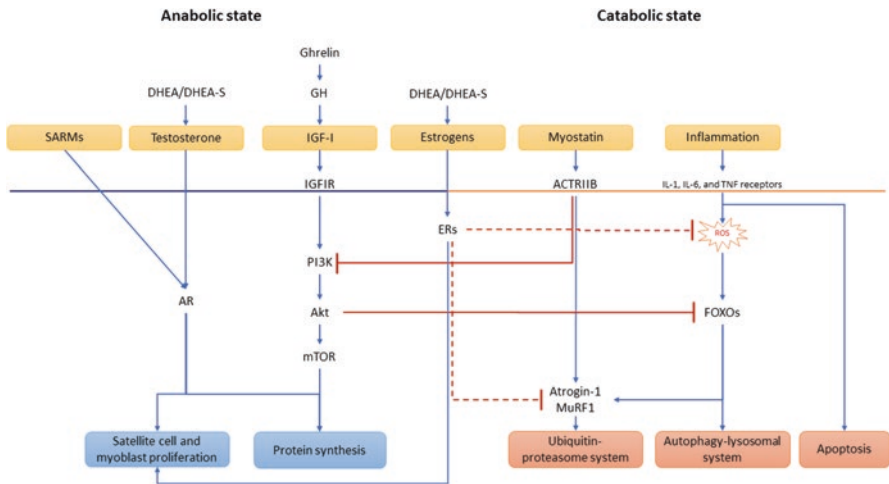 Anabolic state
Catabolic state
Ghrelin
DHEA/DHEA-S
GH
DHEA/DHEA-S
SARMs
Testosterone
IGF-I
Estrogens
Myostatin
Inflammation
IGFIR
ACTRIIB
IL-1, IL-6, and TNF receptors
ERs
ROS
PI3K
AR
Akt
FOXOs
mTOR
Atrogin-1
MuRF1
Satellite cell and
myoblast proliferation
Protein synthesis
Ubiquitin-
proteasome system
Autophagy-lysosomal
system
Apoptosis